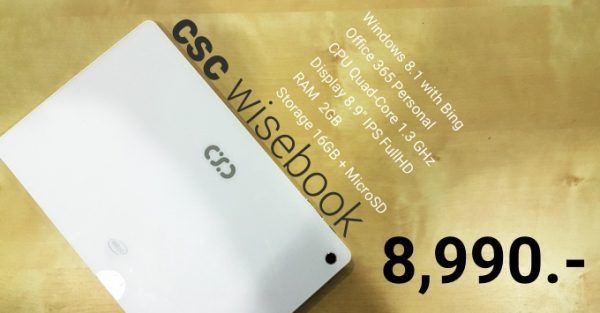 csc wisebook
Windows 8.1 with Bing
Office 365 Personal
CPU Quad-Core 1.3 GHz
Display 8.9" IPS FullHD
RAM 2GB
Storage 16GB + MicroSD
csc
8,990.-